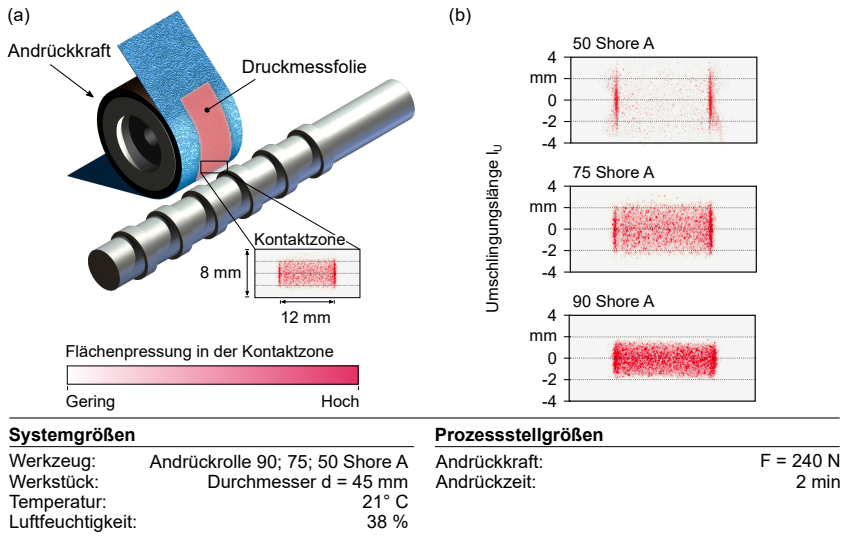 (a)
Andrückkraft
Druckmessfolie
Kontaktzone
8 mm
12 mm
Flächenpressung in der Kontaktzone
Gering Hoch
(b)
Umschlingungslänge lU
50 Shore A
4
mm
0
-2
-4
75 Shore A
4
mm
0
-2
-4
90 Shore A
4
mm
0
-2
-4
Systemgrößen
Werkzeug: Andrückrolle 90; 75; 50 Shore A
Werkstück: Durchmesser d = 45 mm
Temperatur: 21° C
Luftfeuchtigkeit: 38 %
Prozessstellgrößen
Andrückkraft: F = 240 N
Andrückzeit: 2 min